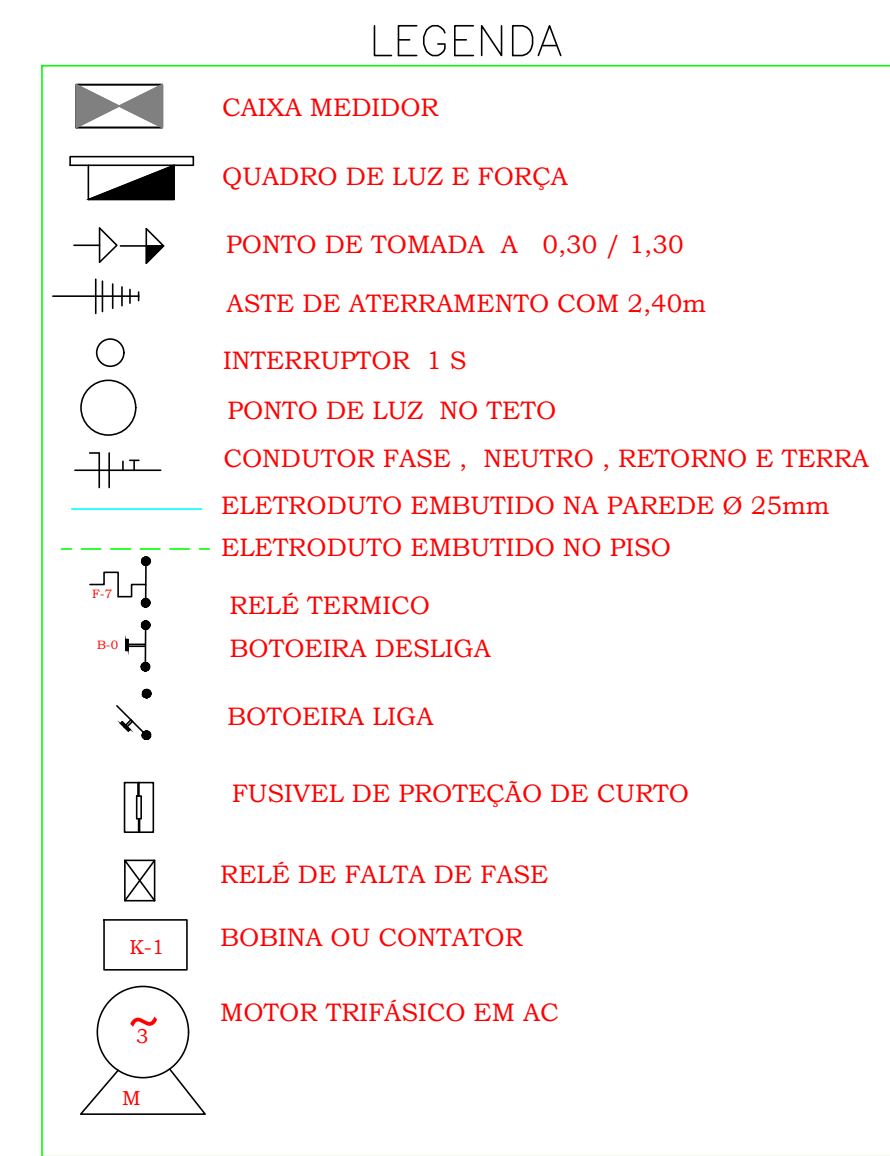 LEGENDA
CAIXA MEDIDOR
QUADRO DE LUZ E FORÇA
PONTO DE TOMADA A 0,30 / 1,30
ASTE DE ATERRAMENTO COM 2,40m
INTERRUPTOR 1 S
PONTO DE LUZ NO TETO
CONDUTOR FASE , NEUTRO , RETORNO E TERRA
ELETRODUTO EMBUTIDO NA PAREDE Ø 25mm
ELETRODUTO EMBUTIDO NO PISO
F-7 RELÉ TERMICO
B-0 BOTOEIRA DESLIGA
BOTOEIRA LIGA
FUSIVEL DE PROTEÇÃO DE CURTO
RELÉ DE FALTA DE FASE
K-1 BOBINA OU CONTATOR
MOTOR TRIFÁSICO EM AC
~
3
M